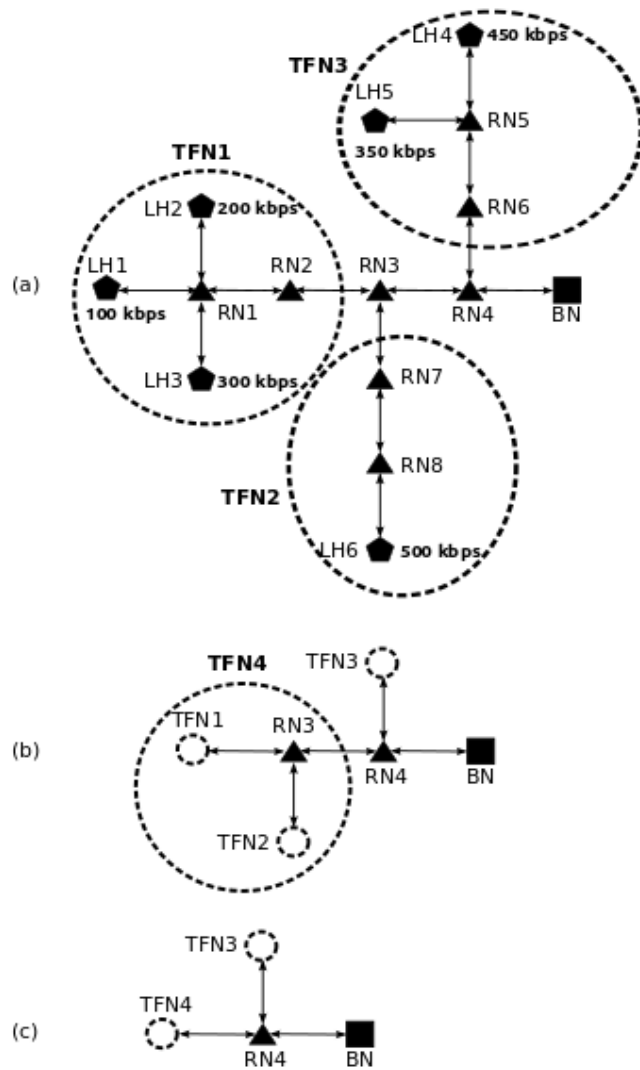 LH4 450 kbps
TFN3
LH5
RN5
350 kbps
TFN1
LH2 200 kbps
RN6
LH1
RN2
RN3
(a)
100 kbps
RN1
RN4
BN
LH3 300 kbps
RN7
RN8
TFN2
LH6 500 kbps
TFN4
TFN3
TFN1
RN3
(b)
RN4
BN
TFN2
TFN3
TFN4
(c)
RN4
BN